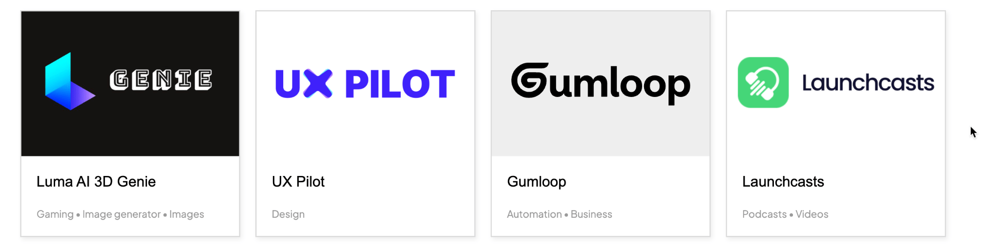 GENIE
Luma AI 3D Genie
Gaming • Image generator • Images
UX PILOT
UX Pilot
Design
Gumloop
Gumloop
Automation • Business
Launchcasts
Launchcasts
Podcasts • Videos